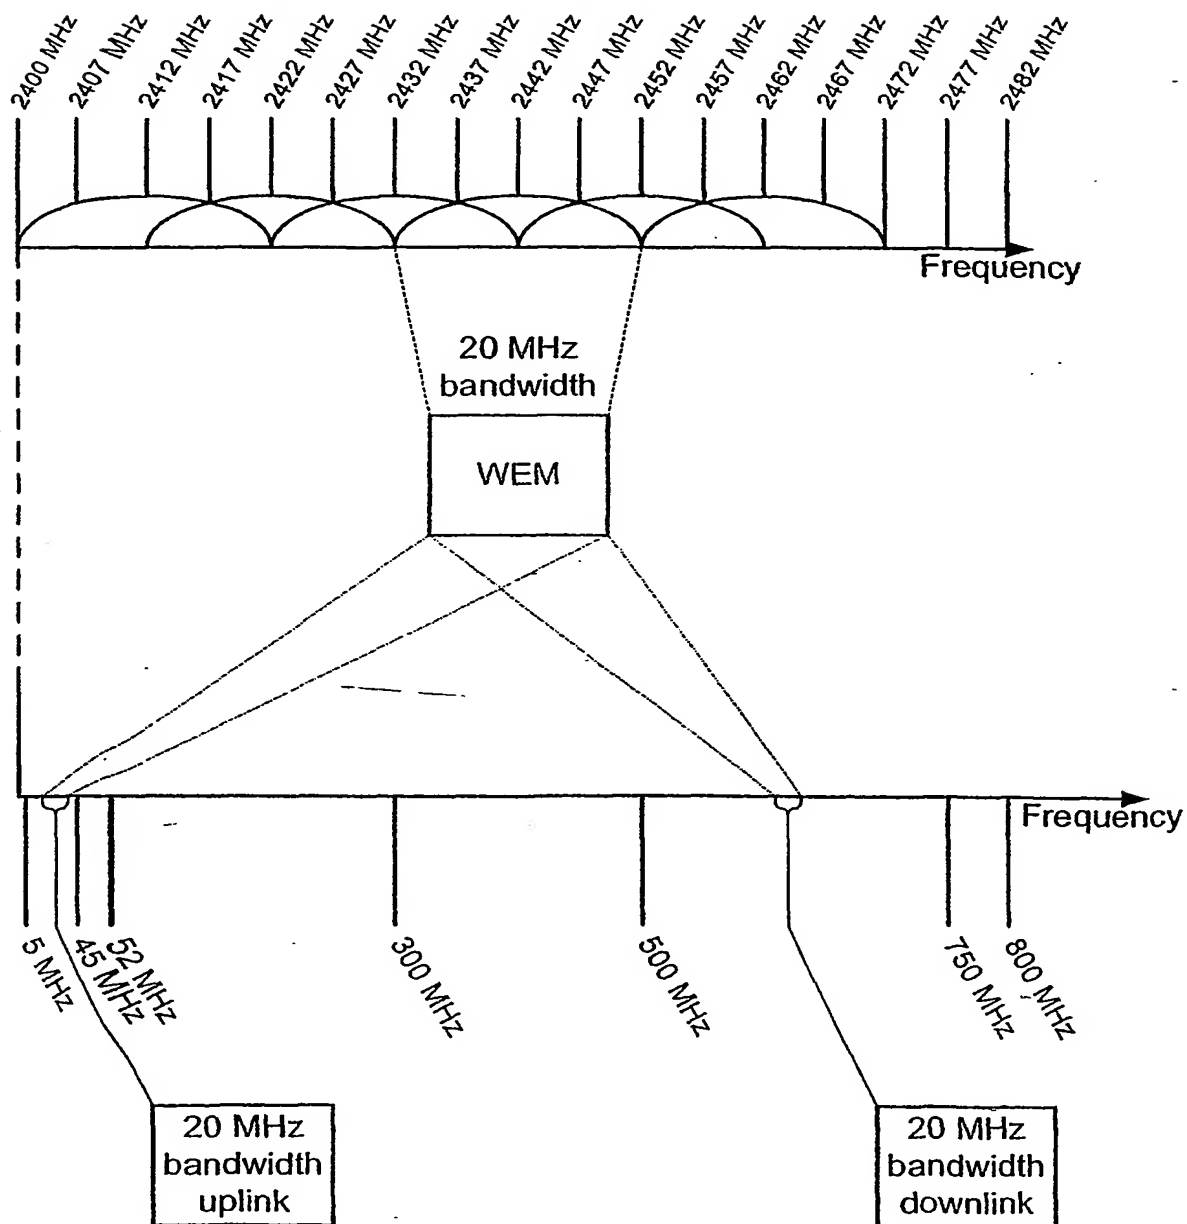 2400 MHz
2407 MHz
2412 MHz
2417 MHz
2422 MHz
2427 MHz
2432 MHz
2437 MHz
2442 MHz
2447 MHz
2452 MHz
2457 MHz
2462 MHz
2467 MHz
2472 MHz
2477 MHz
2482 MHz
Frequency
20 MHz
bandwidth
WEM
Frequency
5 MHz
45 MHz
52 MHz
300 MHz
500 MHz
750 MHz
800 MHz
20 MHz
bandwidth
uplink
20 MHz
bandwidth
downlink